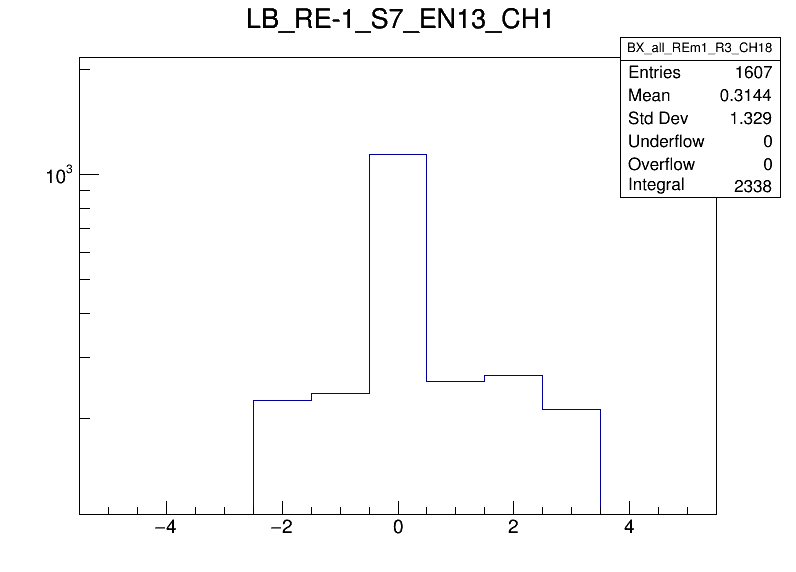 LB_RE-1_S7_EN13_CH1
BX_all_REm1_R3_CH18
Entries 1607
Mean 0.3144
Std Dev 1.329
Underflow 0
Overflow 0
Integral 2338
10³
−4 −2 0 2 4